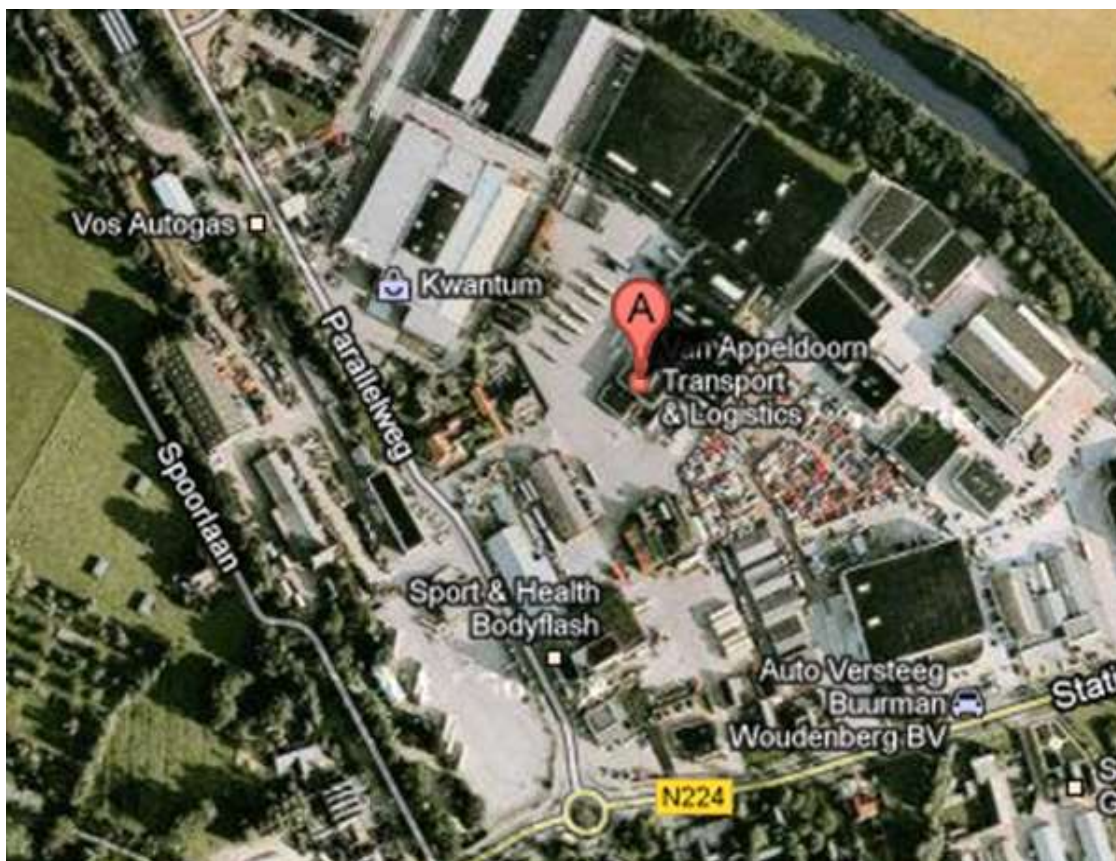 Vos Autogas
Kwantum
A
Parallelweg
Van Appeldoorn
Transport
& Logistics
Spoorlaan
Sport & Health
Bodyflash
Auto Versteeg
Buurman
Woudenberg BV
N224